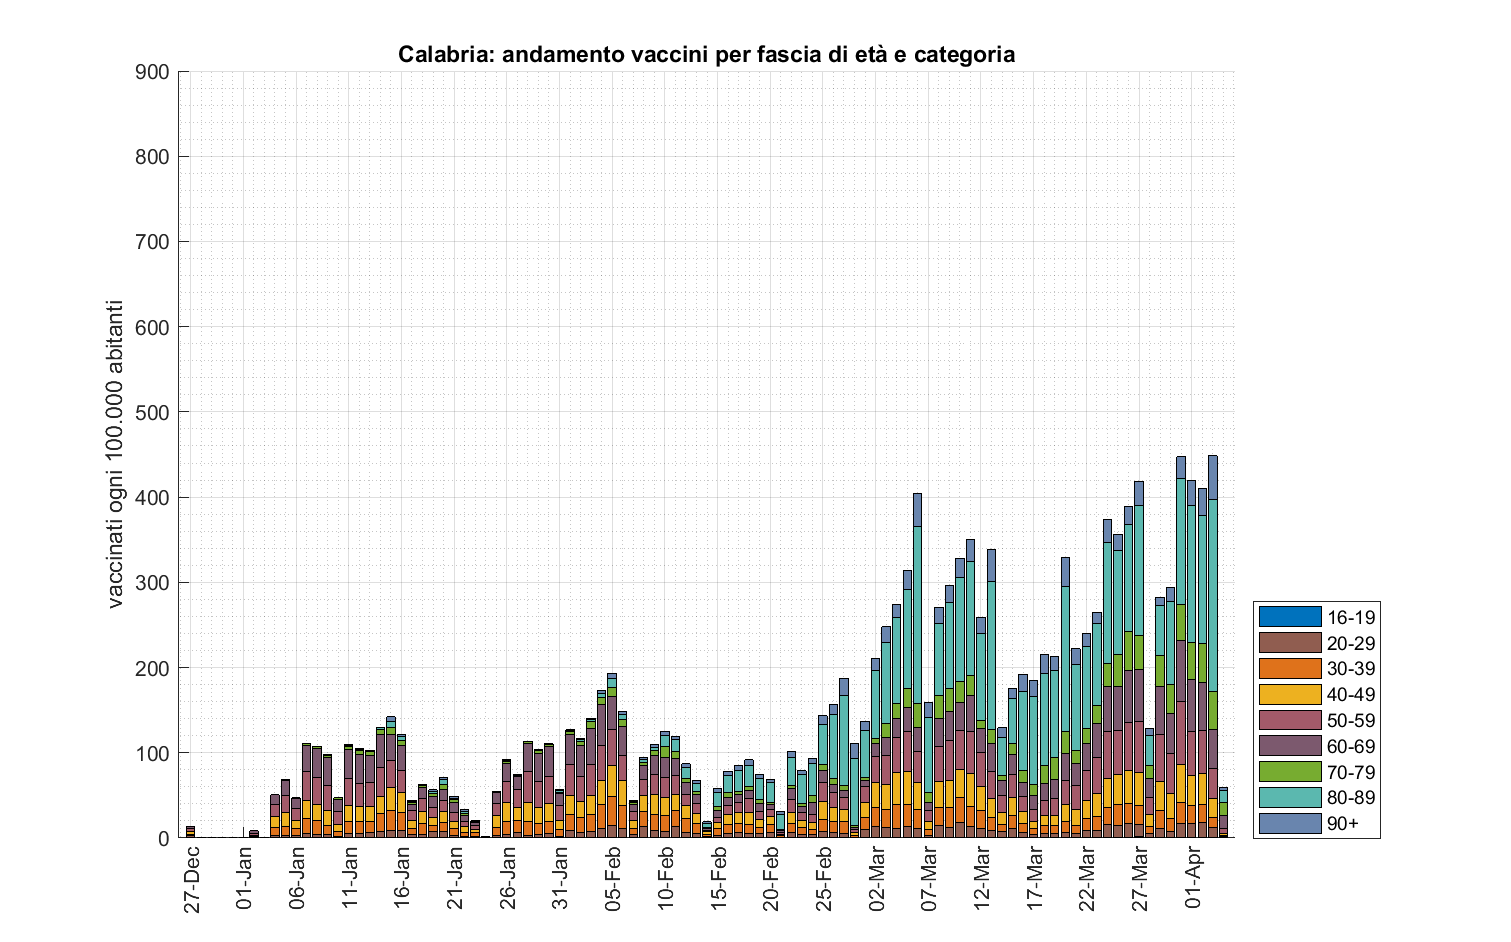 Calabria: andamento vaccini per fascia di età e categoria
vaccinati ogni 100.000 abitanti
900
800
700
600
500
400
300
200
100
0
27-Dec
01-Jan
06-Jan
11-Jan
16-Jan
21-Jan
26-Jan
31-Jan
05-Feb
10-Feb
15-Feb
20-Feb
25-Feb
02-Mar
07-Mar
12-Mar
17-Mar
22-Mar
27-Mar
01-Apr
16-19
20-29
30-39
40-49
50-59
60-69
70-79
80-89
90+